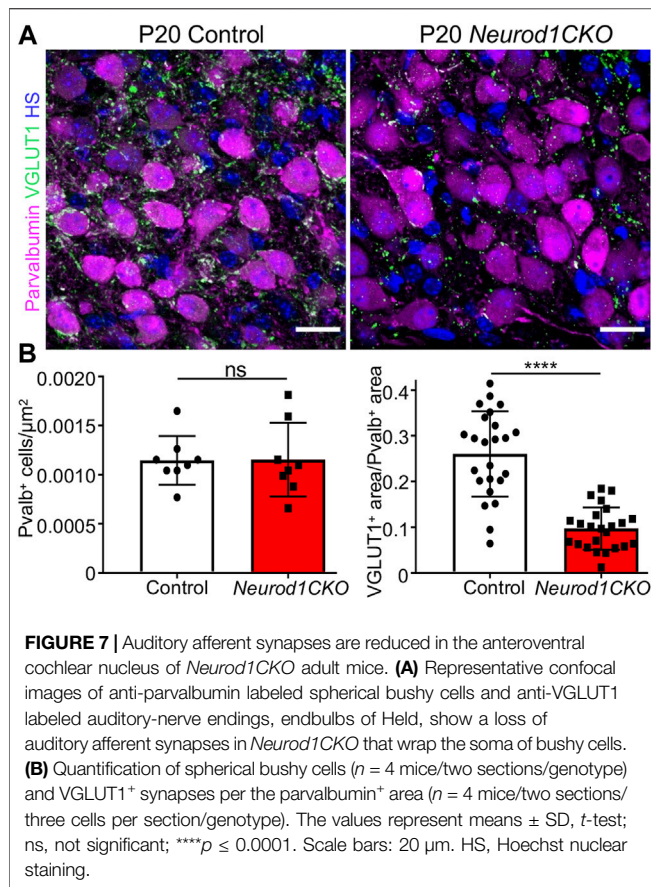 A
P20 Control
P20 Neurod1CKO
Parvalbumin VGLUT1 HS
B
Pvalb⁺ cells/µm²
0.0020
0.0015
0.0010
0.0005
0
ns
Control
Neurod1CKO
VGLUT1⁺ area/Pvalb⁺ area
0.4
0.3
0.2
0.1
0
****
Control
Neurod1CKO
FIGURE 7 | Auditory afferent synapses are reduced in the anteroventral
cochlear nucleus of Neurod1CKO adult mice. (A) Representative confocal
images of anti-parvalbumin labeled spherical bushy cells and anti-VGLUT1
labeled auditory-nerve endings, endbulbs of Held, show a loss of
auditory afferent synapses in Neurod1CKO that wrap the soma of bushy cells.
(B) Quantification of spherical bushy cells (n = 4 mice/two sections/genotype)
and VGLUT1⁺ synapses per the parvalbumin⁺ area (n = 4 mice/two sections/
three cells per section/genotype). The values represent means ± SD, t-test;
ns, not significant; ****p ≤ 0.0001. Scale bars: 20 µm. HS, Hoechst nuclear
staining.